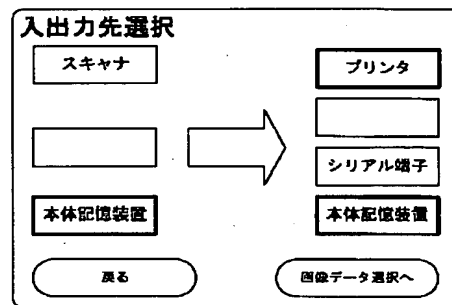 入出力先選択
スキャナ
本体記憶装置
プリンタ
シリアル端子
本体記憶装置
戻る
画像データ選択へ